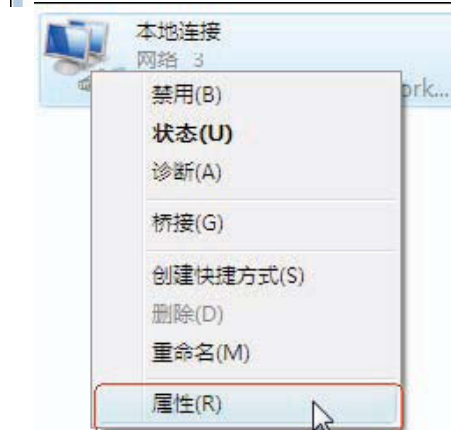 本地连接
网络 3
ork...
禁用(B)
状态(U)
诊断(A)
桥接(G)
创建快捷方式(S)
删除(D)
重命名(M)
属性(R)